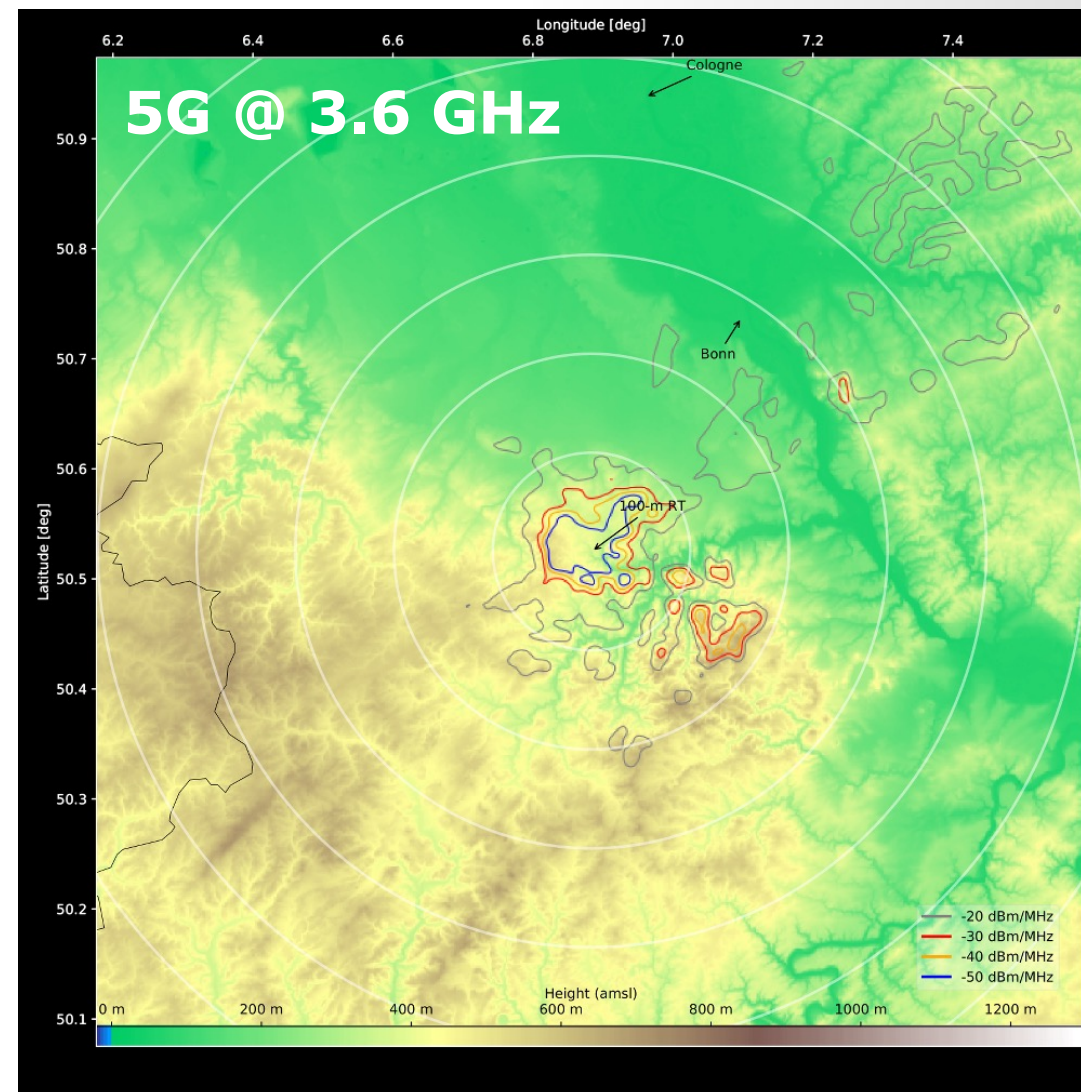 Longitude [deg]
6.2 6.4 6.6 6.8 7.0 7.2 7.4
Cologne
5G @ 3.6 GHz
50.9
50.8
50.7
Bonn
50.6
100-m RT
Latitude [deg]
50.5
50.4
50.3
50.2
-20 dBm/MHz
-30 dBm/MHz
-40 dBm/MHz
-50 dBm/MHz
Height (amsl)
0 m 200 m 400 m 600 m 800 m 1000 m 1200 m
50.1